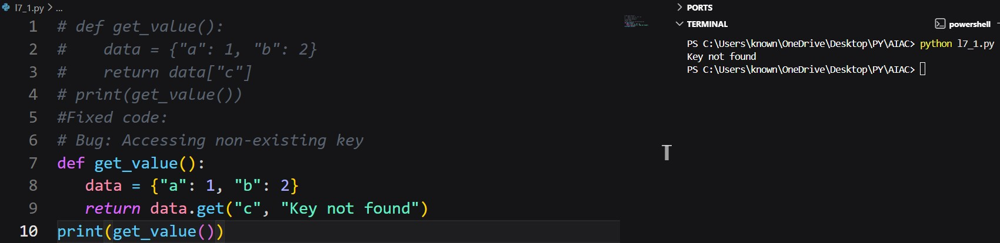 l7_1.py > ...
1 # def get_value():
2 #    data = {"a": 1, "b": 2}
3 #    return data["c"]
4 # print(get_value())
5 #Fixed code:
6 # Bug: Accessing non-existing key
7 def get_value():
8    data = {"a": 1, "b": 2}
9    return data.get("c", "Key not found")
10 print(get_value())
PORTS
TERMINAL
powershell
PS C:\Users\known\OneDrive\Desktop\PY\AIAC> python l7_1.py
Key not found
PS C:\Users\known\OneDrive\Desktop\PY\AIAC>